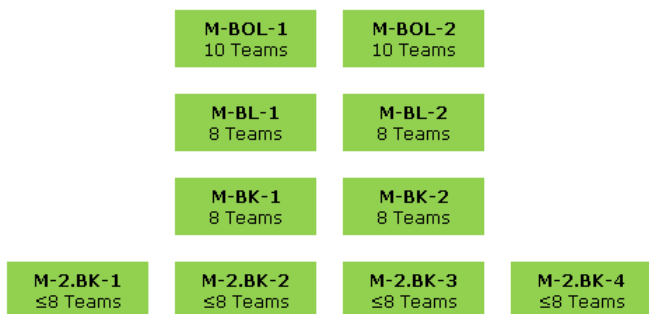 M-BOL-1
10 Teams
M-BOL-2
10 Teams
M-BL-1
8 Teams
M-BL-2
8 Teams
M-BK-1
8 Teams
M-BK-2
8 Teams
M-2.BK-1
≤8 Teams
M-2.BK-2
≤8 Teams
M-2.BK-3
≤8 Teams
M-2.BK-4
≤8 Teams